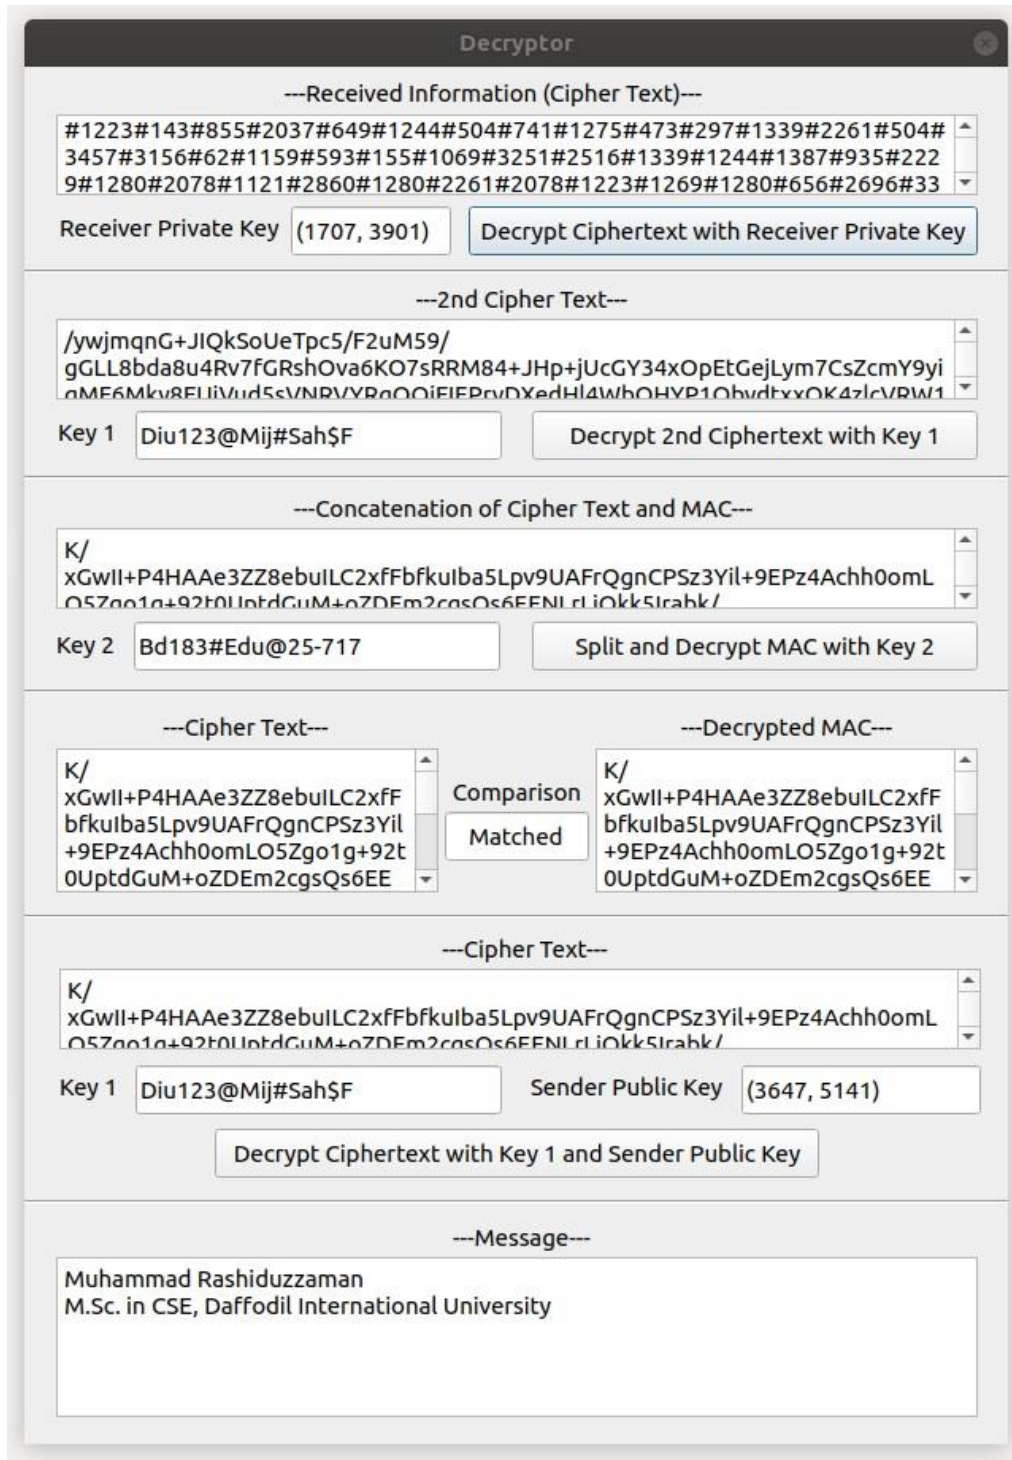 Decryptor
---Received Information (Cipher Text)---
#1223#143#855#2037#649#1244#504#741#1275#473#297#1339#2261#504#
3457#3156#62#1159#593#155#1069#3251#2516#1339#1244#1387#935#222
9#1280#2078#1121#2860#1280#2261#2078#1223#1269#1280#656#2696#33
Receiver Private Key (1707, 3901) Decrypt Ciphertext with Receiver Private Key
---2nd Cipher Text---
/ywjmqnG+JIQkSoUeTpc5/F2uM59/
gGLL8bda8u4Rv7fGRshOva6KO7sRRM84+JHp+jUcGY34xOpEtGejLym7CsZcmY9yi
Key 1 Diu123@Mij#Sah$F Decrypt 2nd Ciphertext with Key 1
---Concatenation of Cipher Text and MAC---
K/
xGwII+P4HAAe3ZZ8ebuILC2xfFbfkuIba5Lpv9UAFrQgnCPSz3Yil+9EPz4Achh0omL
O5Zgo1g+92t0UptdGuM+oZDEm2cgsQs6EENLrLiQkk5Irabk/
Key 2 Bd183#Edu@25-717 Split and Decrypt MAC with Key 2
---Cipher Text--- ---Decrypted MAC---
K/ K/
xGwII+P4HAAe3ZZ8ebuILC2xfF Comparison xGwII+P4HAAe3ZZ8ebuILC2xfF
bfkuIba5Lpv9UAFrQgnCPSz3Yil Matched bfkuIba5Lpv9UAFrQgnCPSz3Yil
+9EPz4Achh0omLO5Zgo1g+92t +9EPz4Achh0omLO5Zgo1g+92t
0UptdGuM+oZDEm2cgsQs6EE 0UptdGuM+oZDEm2cgsQs6EE
---Cipher Text---
K/
xGwII+P4HAAe3ZZ8ebuILC2xfFbfkuIba5Lpv9UAFrQgnCPSz3Yil+9EPz4Achh0omL
O5Zgo1g+92t0UptdGuM+oZDEm2cgsQs6EENLrLiQkk5Irabk/
Key 1 Diu123@Mij#Sah$F Sender Public Key (3647, 5141)
Decrypt Ciphertext with Key 1 and Sender Public Key
---Message---
Muhammad Rashiduzzaman
M.Sc. in CSE, Daffodil International University